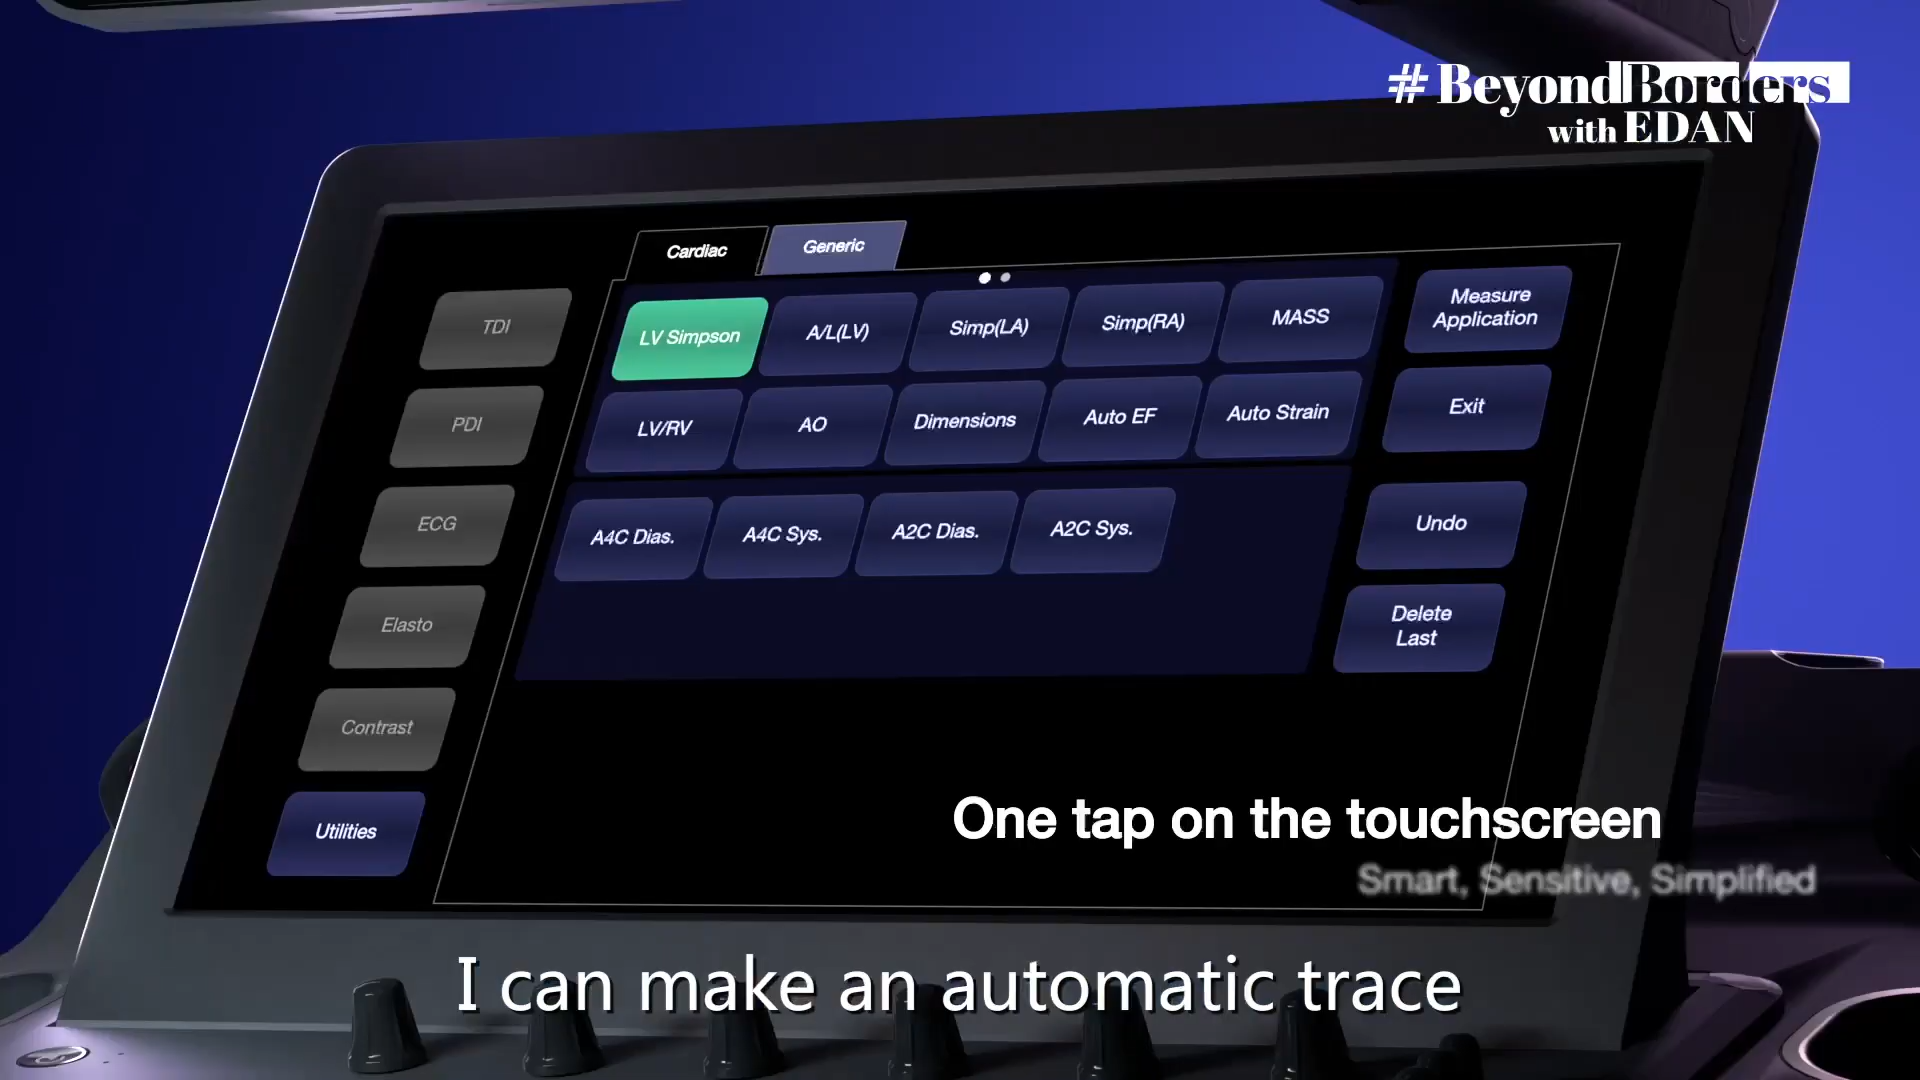 #BeyondBorders
with EDAN
Cardiac
Generic
TDI
PDI
ECG
Elasto
Contrast
Utilities
LV Simpson
A/L(LV)
Simp(LA)
Simp(RA)
MASS
LV/RV
AO
Dimensions
Auto EF
Auto Strain
A4C Dias.
A4C Sys.
A2C Dias.
A2C Sys.
Measure
Application
Exit
Undo
Delete
Last
One tap on the touchscreen
Smart, Sensitive, Simplified
I can make an automatic trace